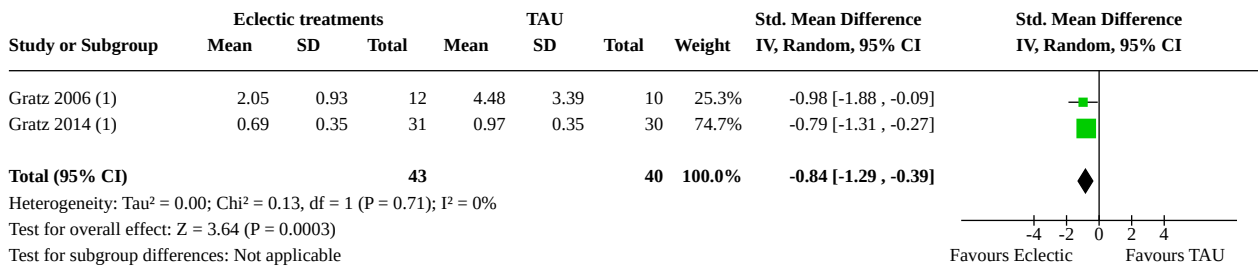 Eclectic treatments TAU Std. Mean Difference Std. Mean Difference
Study or Subgroup Mean SD Total Mean SD Total Weight IV, Random, 95% CI IV, Random, 95% CI
Gratz 2006 (1) 2.05 0.93 12 4.48 3.39 10 25.3% -0.98 [-1.88 , -0.09]
Gratz 2014 (1) 0.69 0.35 31 0.97 0.35 30 74.7% -0.79 [-1.31 , -0.27]
Total (95% CI) 43 40 100.0% -0.84 [-1.29 , -0.39]
Heterogeneity: Tau² = 0.00; Chi² = 0.13, df = 1 (P = 0.71); I² = 0%
Test for overall effect: Z = 3.64 (P = 0.0003) -4 -2 0 2 4
Test for subgroup differences: Not applicable Favours Eclectic Favours TAU